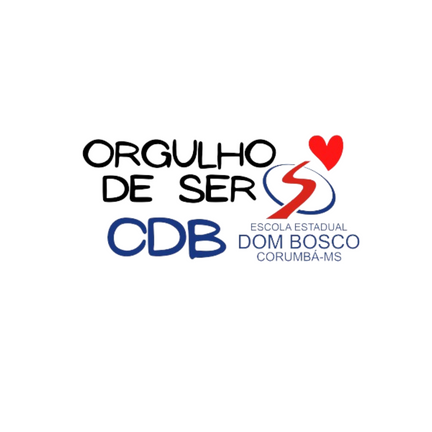 ORGULHO
DE SER
CDB
ESCOLA ESTADUAL
DOM BOSCO
CORUMBÁ-MS